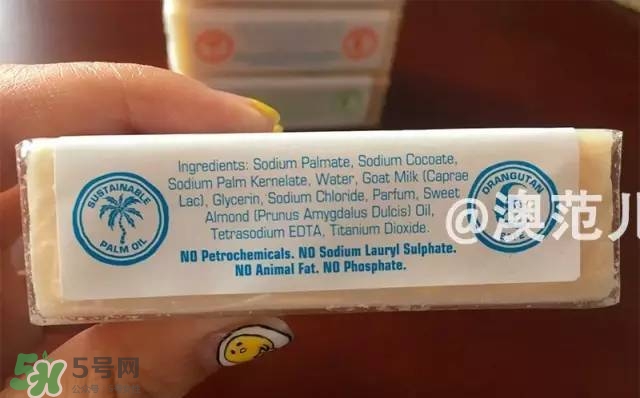 Ingredients: Sodium Palmate, Sodium Cocoate,
Sodium Palm Kernelate, Water, Goat Milk (Caprae
Lac), Glycerin, Sodium Chloride, Parfum, Sweet
Almond (Prunus Amygdalus Dulcis) Oil,
Tetrasodium EDTA, Titanium Dioxide.
NO Petrochemicals. NO Sodium Lauryl Sulphate.
NO Animal Fat. NO Phosphate.
SUSTAINABLE
PALM OIL
ORANGUTAN
@澳范儿
5号网